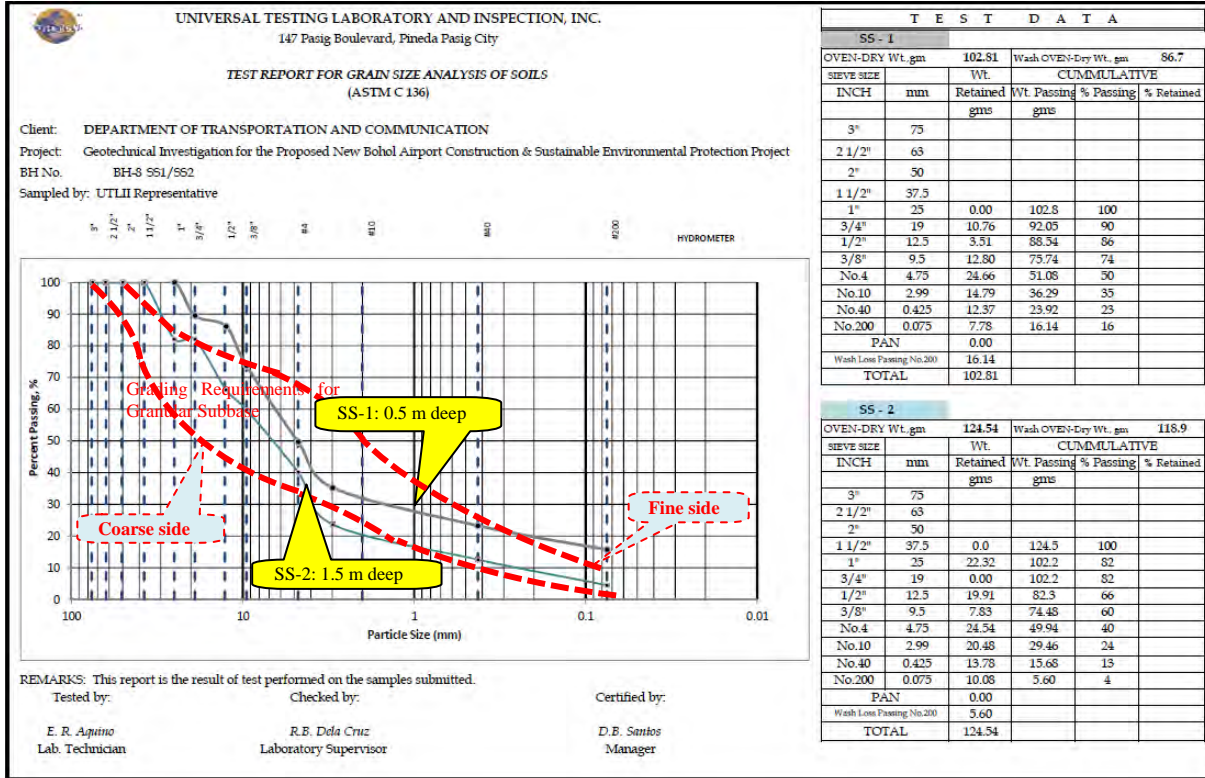 UNIVERSAL TESTING LABORATORY AND INSPECTION, INC.
147 Pasig Boulevard, Pineda Pasig City
TEST REPORT FOR GRAIN SIZE ANALYSIS OF SOILS
(ASTM C 136)
Client: DEPARTMENT OF TRANSPORTATION AND COMMUNICATION
Project: Geotechnical Investigation for the Proposed New Bohol Airport Construction & Sustainable Environmental Protection Project
BH No. BH-8 SS1/SS2
Sampled by: UTLII Representative
3" 2 1/2" 2" 1 1/2" 1" 3/4" 1/2" 3/8" #4 #10 #40 #200 HYDROMETER
Percent Passing, %
100
90
80
70
60
50
40
30
20
10
0
Grading Requirements for
Granular Subbase
SS-1: 0.5 m deep
Coarse side
Fine side
SS-2: 1.5 m deep
100 10 1 0.1 0.01
Particle Size (mm)
REMARKS: This report is the result of test performed on the samples submitted.
Tested by: Checked by: Certified by:
E. R. Aquino R.B. Dela Cruz D.B. Santos
Lab. Technician Laboratory Supervisor Manager
T E S T D A T A
SS - 1
OVEN-DRY Wt.,gm 102.81 Wash OVEN-Dry Wt., gm 86.7
SIEVE SIZE Wt. CUMMULATIVE
INCH mm Retained Wt. Passing % Passing % Retained
gms gms
3" 75
2 1/2" 63
2" 50
1 1/2" 37.5
1" 25 0.00 102.8 100
3/4" 19 10.76 92.05 90
1/2" 12.5 3.51 88.54 86
3/8" 9.5 12.80 75.74 74
No.4 4.75 24.66 51.08 50
No.10 2.99 14.79 36.29 35
No.40 0.425 12.37 23.92 23
No.200 0.075 7.78 16.14 16
PAN 0.00
Wash Loss Passing No.200 16.14
TOTAL 102.81
SS - 2
OVEN-DRY Wt.,gm 124.54 Wash OVEN-Dry Wt., gm 118.9
SIEVE SIZE Wt. CUMMULATIVE
INCH mm Retained Wt. Passing % Passing % Retained
gms gms
3" 75
2 1/2" 63
2" 50
1 1/2" 37.5 0.0 124.5 100
1" 25 22.32 102.2 82
3/4" 19 0.00 102.2 82
1/2" 12.5 19.91 82.3 66
3/8" 9.5 7.83 74.48 60
No.4 4.75 24.54 49.94 40
No.10 2.99 20.48 29.46 24
No.40 0.425 13.78 15.68 13
No.200 0.075 10.08 5.60 4
PAN 0.00
Wash Loss Passing No.200 5.60
TOTAL 124.54